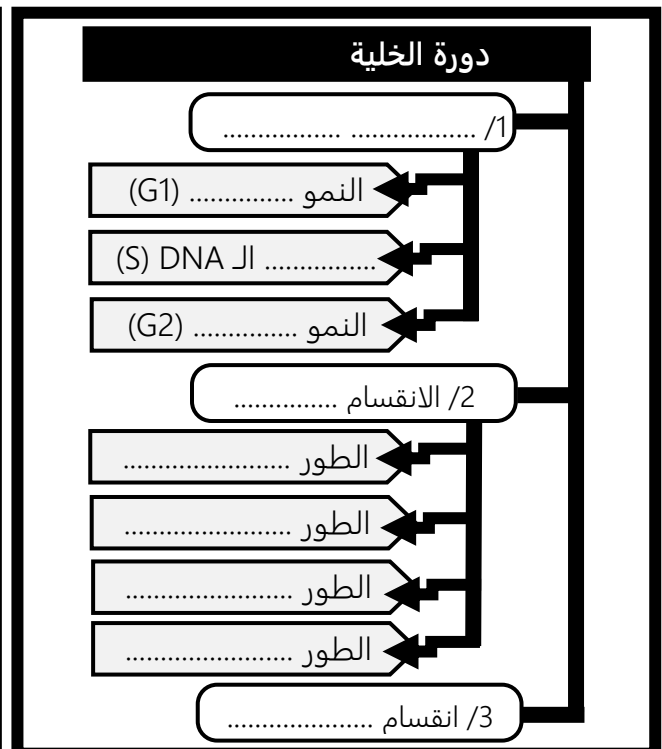 دورة الخلية
1/ .................. ................
النمو ............... (G1)
................ الـ DNA (S)
النمو ............... (G2)
2/ الانقسام ...............
الطور ........................
الطور ........................
الطور ........................
الطور ........................
3/ انقسام .....................